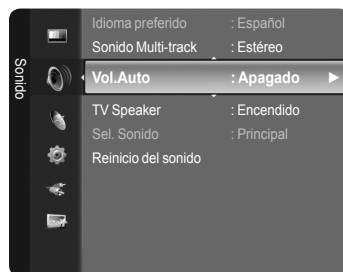 Sonido
Idioma preferido : Español
Sonido Multi-track : Estéreo
Vol.Auto : Apagado
TV Speaker : Encendido
Sel. Sonido : Principal
Reinicio del sonido